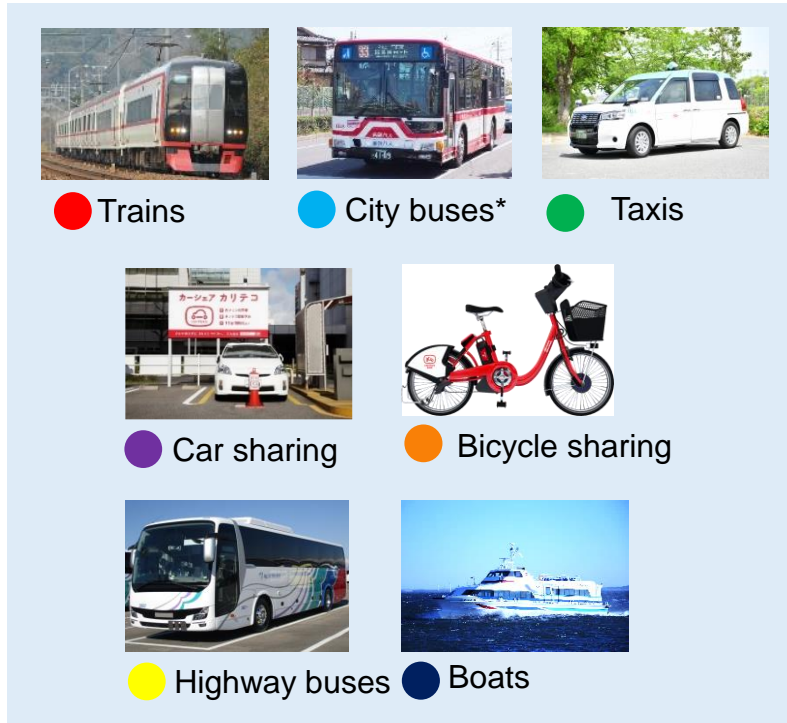 33
Trains
City buses*
Taxis
カーシェア カリテコ
Car sharing
Bicycle sharing
Highway buses
Boats